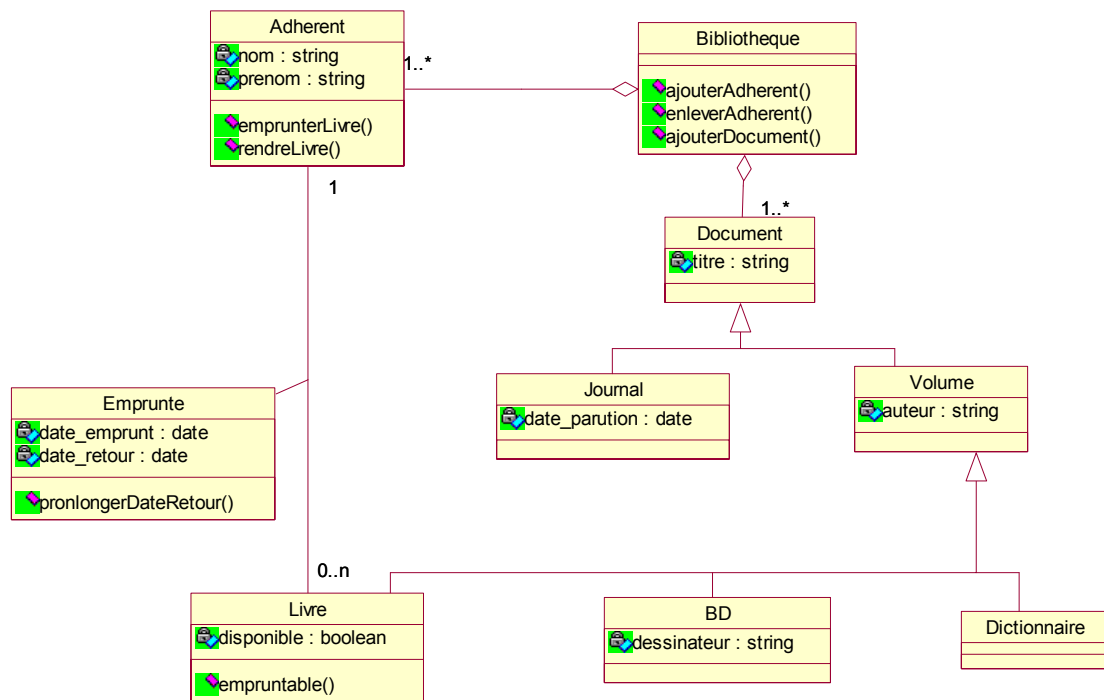 Adherent
nom : string
prenom : string
emprunterLivre()
rendreLivre()
1..*
Bibliotheque
ajouterAdherent()
enleverAdherent()
ajouterDocument()
1
1..*
Document
titre : string
Journal
date_parution : date
Volume
auteur : string
Emprunte
date_emprunt : date
date_retour : date
pronlongerDateRetour()
0..n
Livre
disponible : boolean
empruntable()
BD
dessinateur : string
Dictionnaire